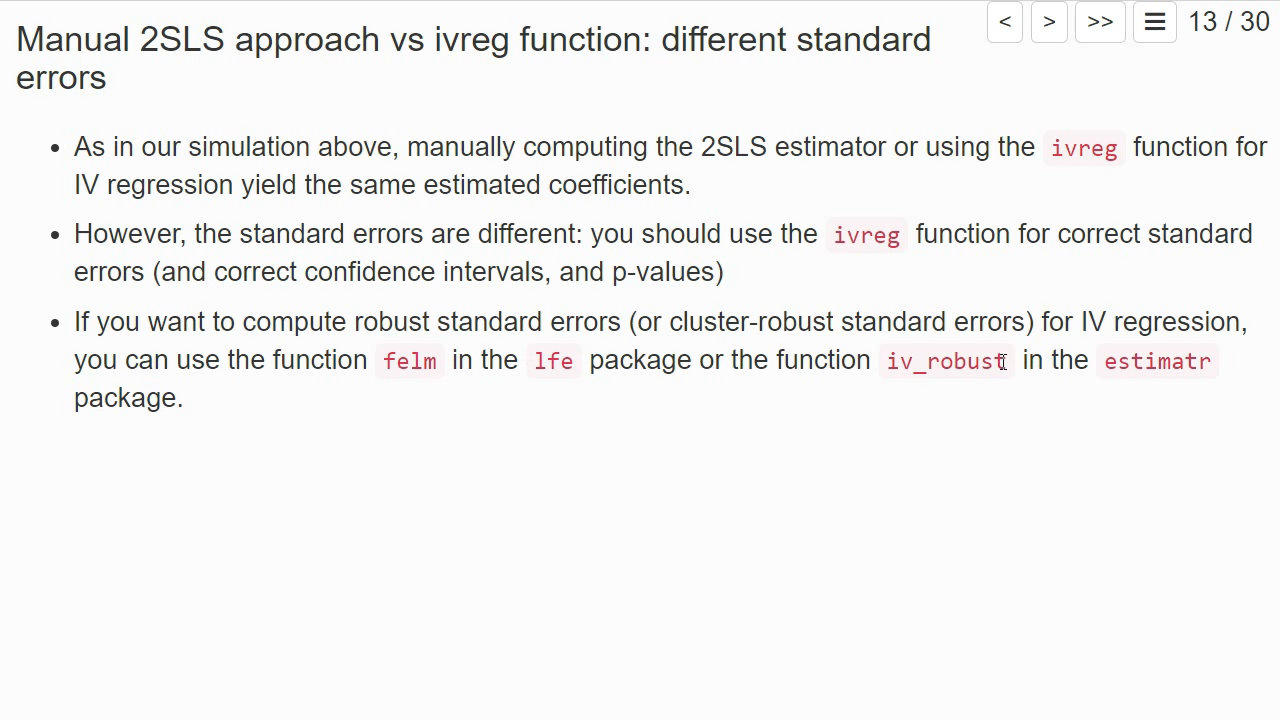 Manual 2SLS approach vs ivreg function: different standard
errors
< > >> ☰ 13 / 30
• As in our simulation above, manually computing the 2SLS estimator or using the ivreg function for
IV regression yield the same estimated coefficients.
• However, the standard errors are different: you should use the ivreg function for correct standard
errors (and correct confidence intervals, and p-values)
• If you want to compute robust standard errors (or cluster-robust standard errors) for IV regression,
you can use the function felm in the lfe package or the function iv_robust in the estimatr
package.